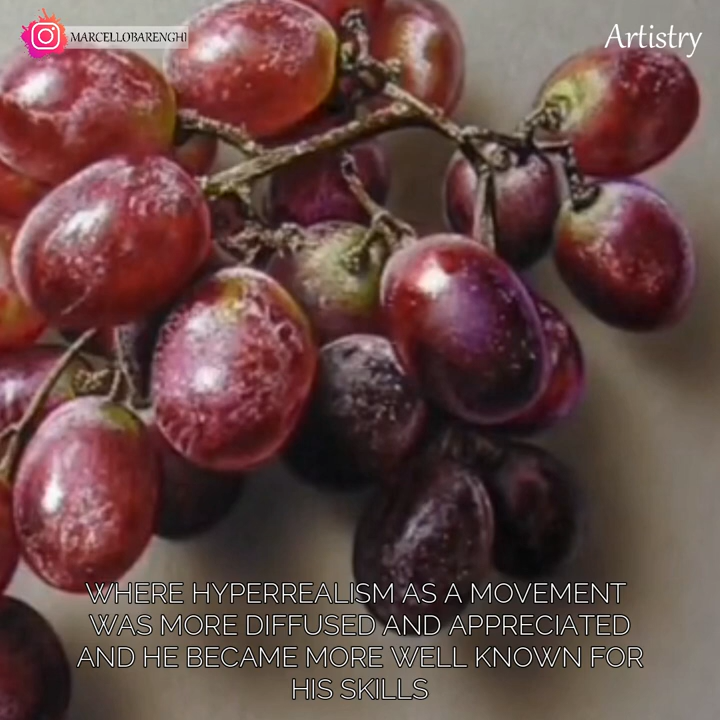 MARCELLOBARENGHI
Artistry
WHERE HYPERREALISM AS A MOVEMENT
WAS MORE DIFFUSED AND APPRECIATED
AND HE BECAME MORE WELL KNOWN FOR
HIS SKILLS